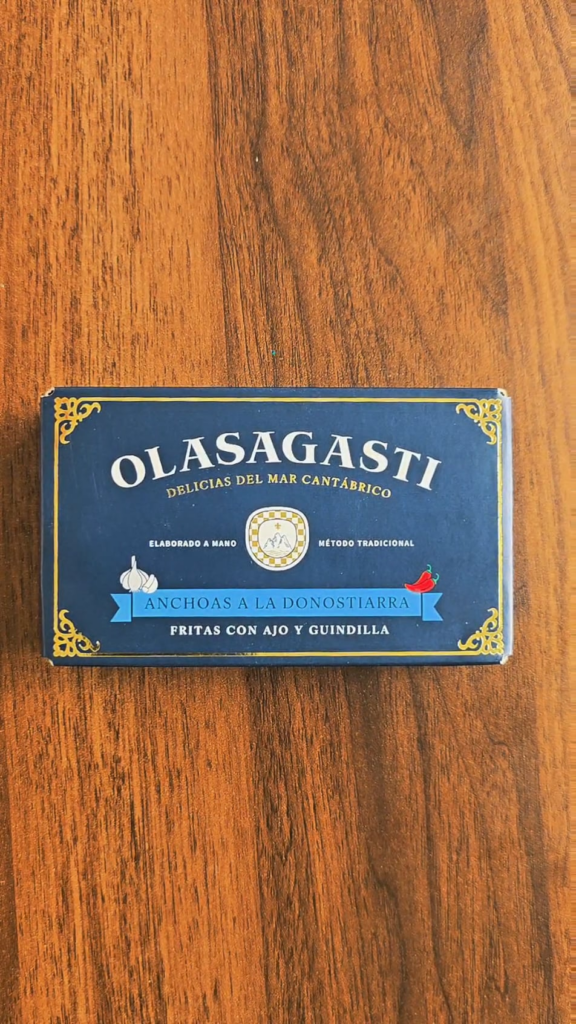 OLASAGASTI
DELICIAS DEL MAR CANTÁBRICO
ELABORADO A MANO MÉTODO TRADICIONAL
ANCHOAS A LA DONOSTIARRA
FRITAS CON AJO Y GUINDILLA